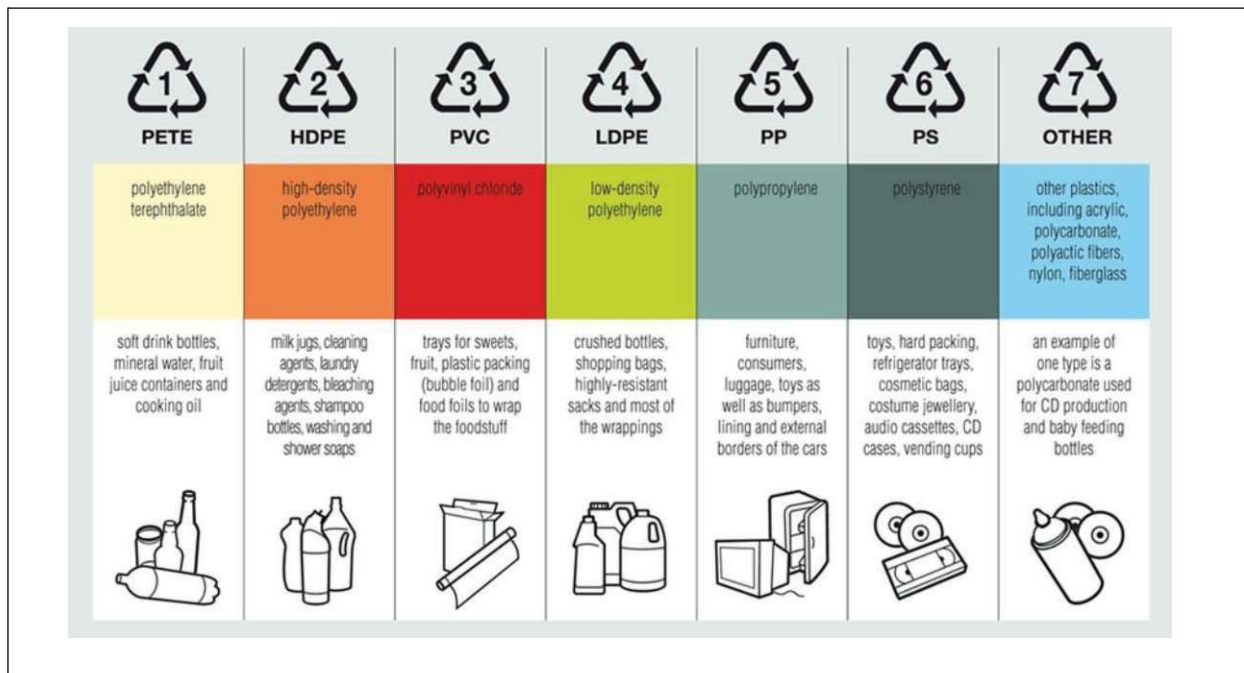 1
PETE
polyethylene
terephthalate
soft drink bottles,
mineral water, fruit
juice containers and
cooking oil
2
HDPE
high-density
polyethylene
milk jugs, cleaning
agents, laundry
detergents, bleaching
agents, shampoo
bottles, washing and
shower soaps
3
PVC
polyvinyl chloride
trays for sweets,
fruit, plastic packing
(bubble foil) and
food foils to wrap
the foodstuff
4
LDPE
low-density
polyethylene
crushed bottles,
shopping bags,
highly-resistant
sacks and most of
the wrappings
5
PP
polypropylene
furniture,
consumers,
luggage, toys as
well as bumpers,
lining and external
borders of the cars
6
PS
polystyrene
toys, hard packing,
refrigerator trays,
cosmetic bags,
costume jewellery,
audio cassettes, CD
cases, vending cups
7
OTHER
other plastics,
including acrylic,
polycarbonate,
polyactic fibers,
nylon, fiberglass
an example of
one type is a
polycarbonate used
for CD production
and baby feeding
bottles